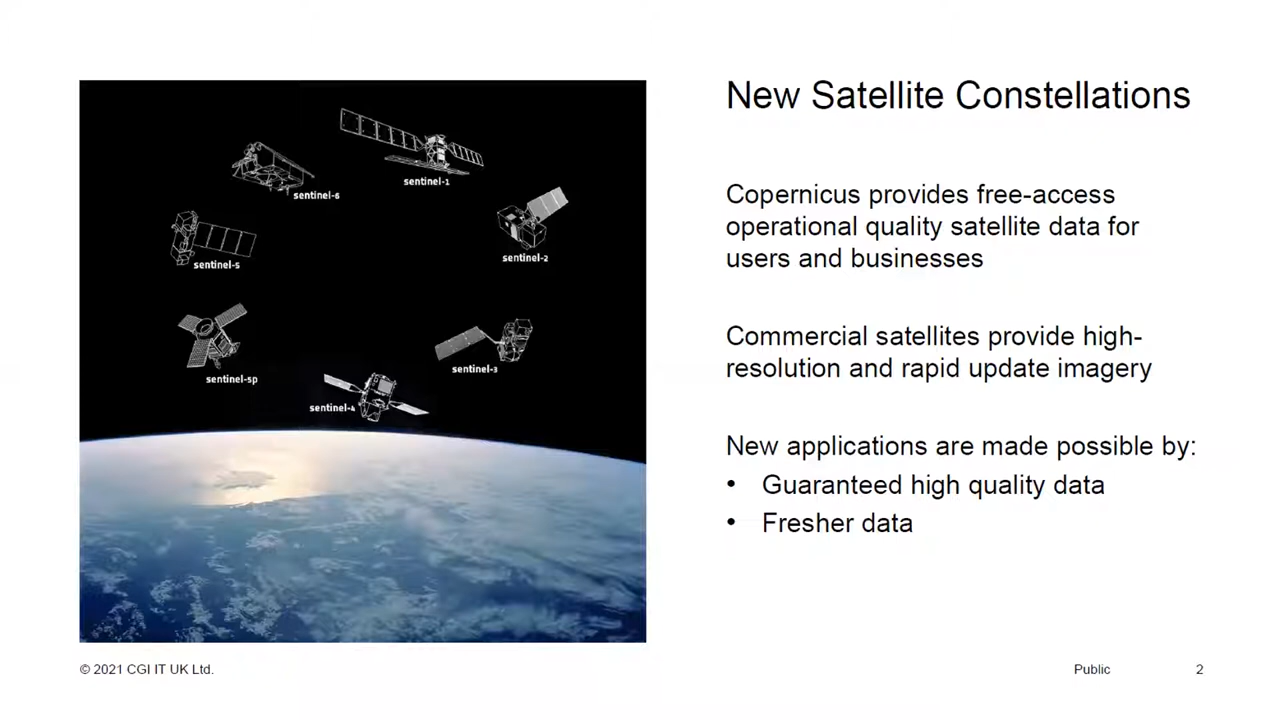 New Satellite Constellations
sentinel-1
sentinel-6
sentinel-2
sentinel-5
sentinel-3
sentinel-5p
sentinel-4
Copernicus provides free-access
operational quality satellite data for
users and businesses
Commercial satellites provide high-
resolution and rapid update imagery
New applications are made possible by:
• Guaranteed high quality data
• Fresher data
© 2021 CGI IT UK Ltd.
Public
2